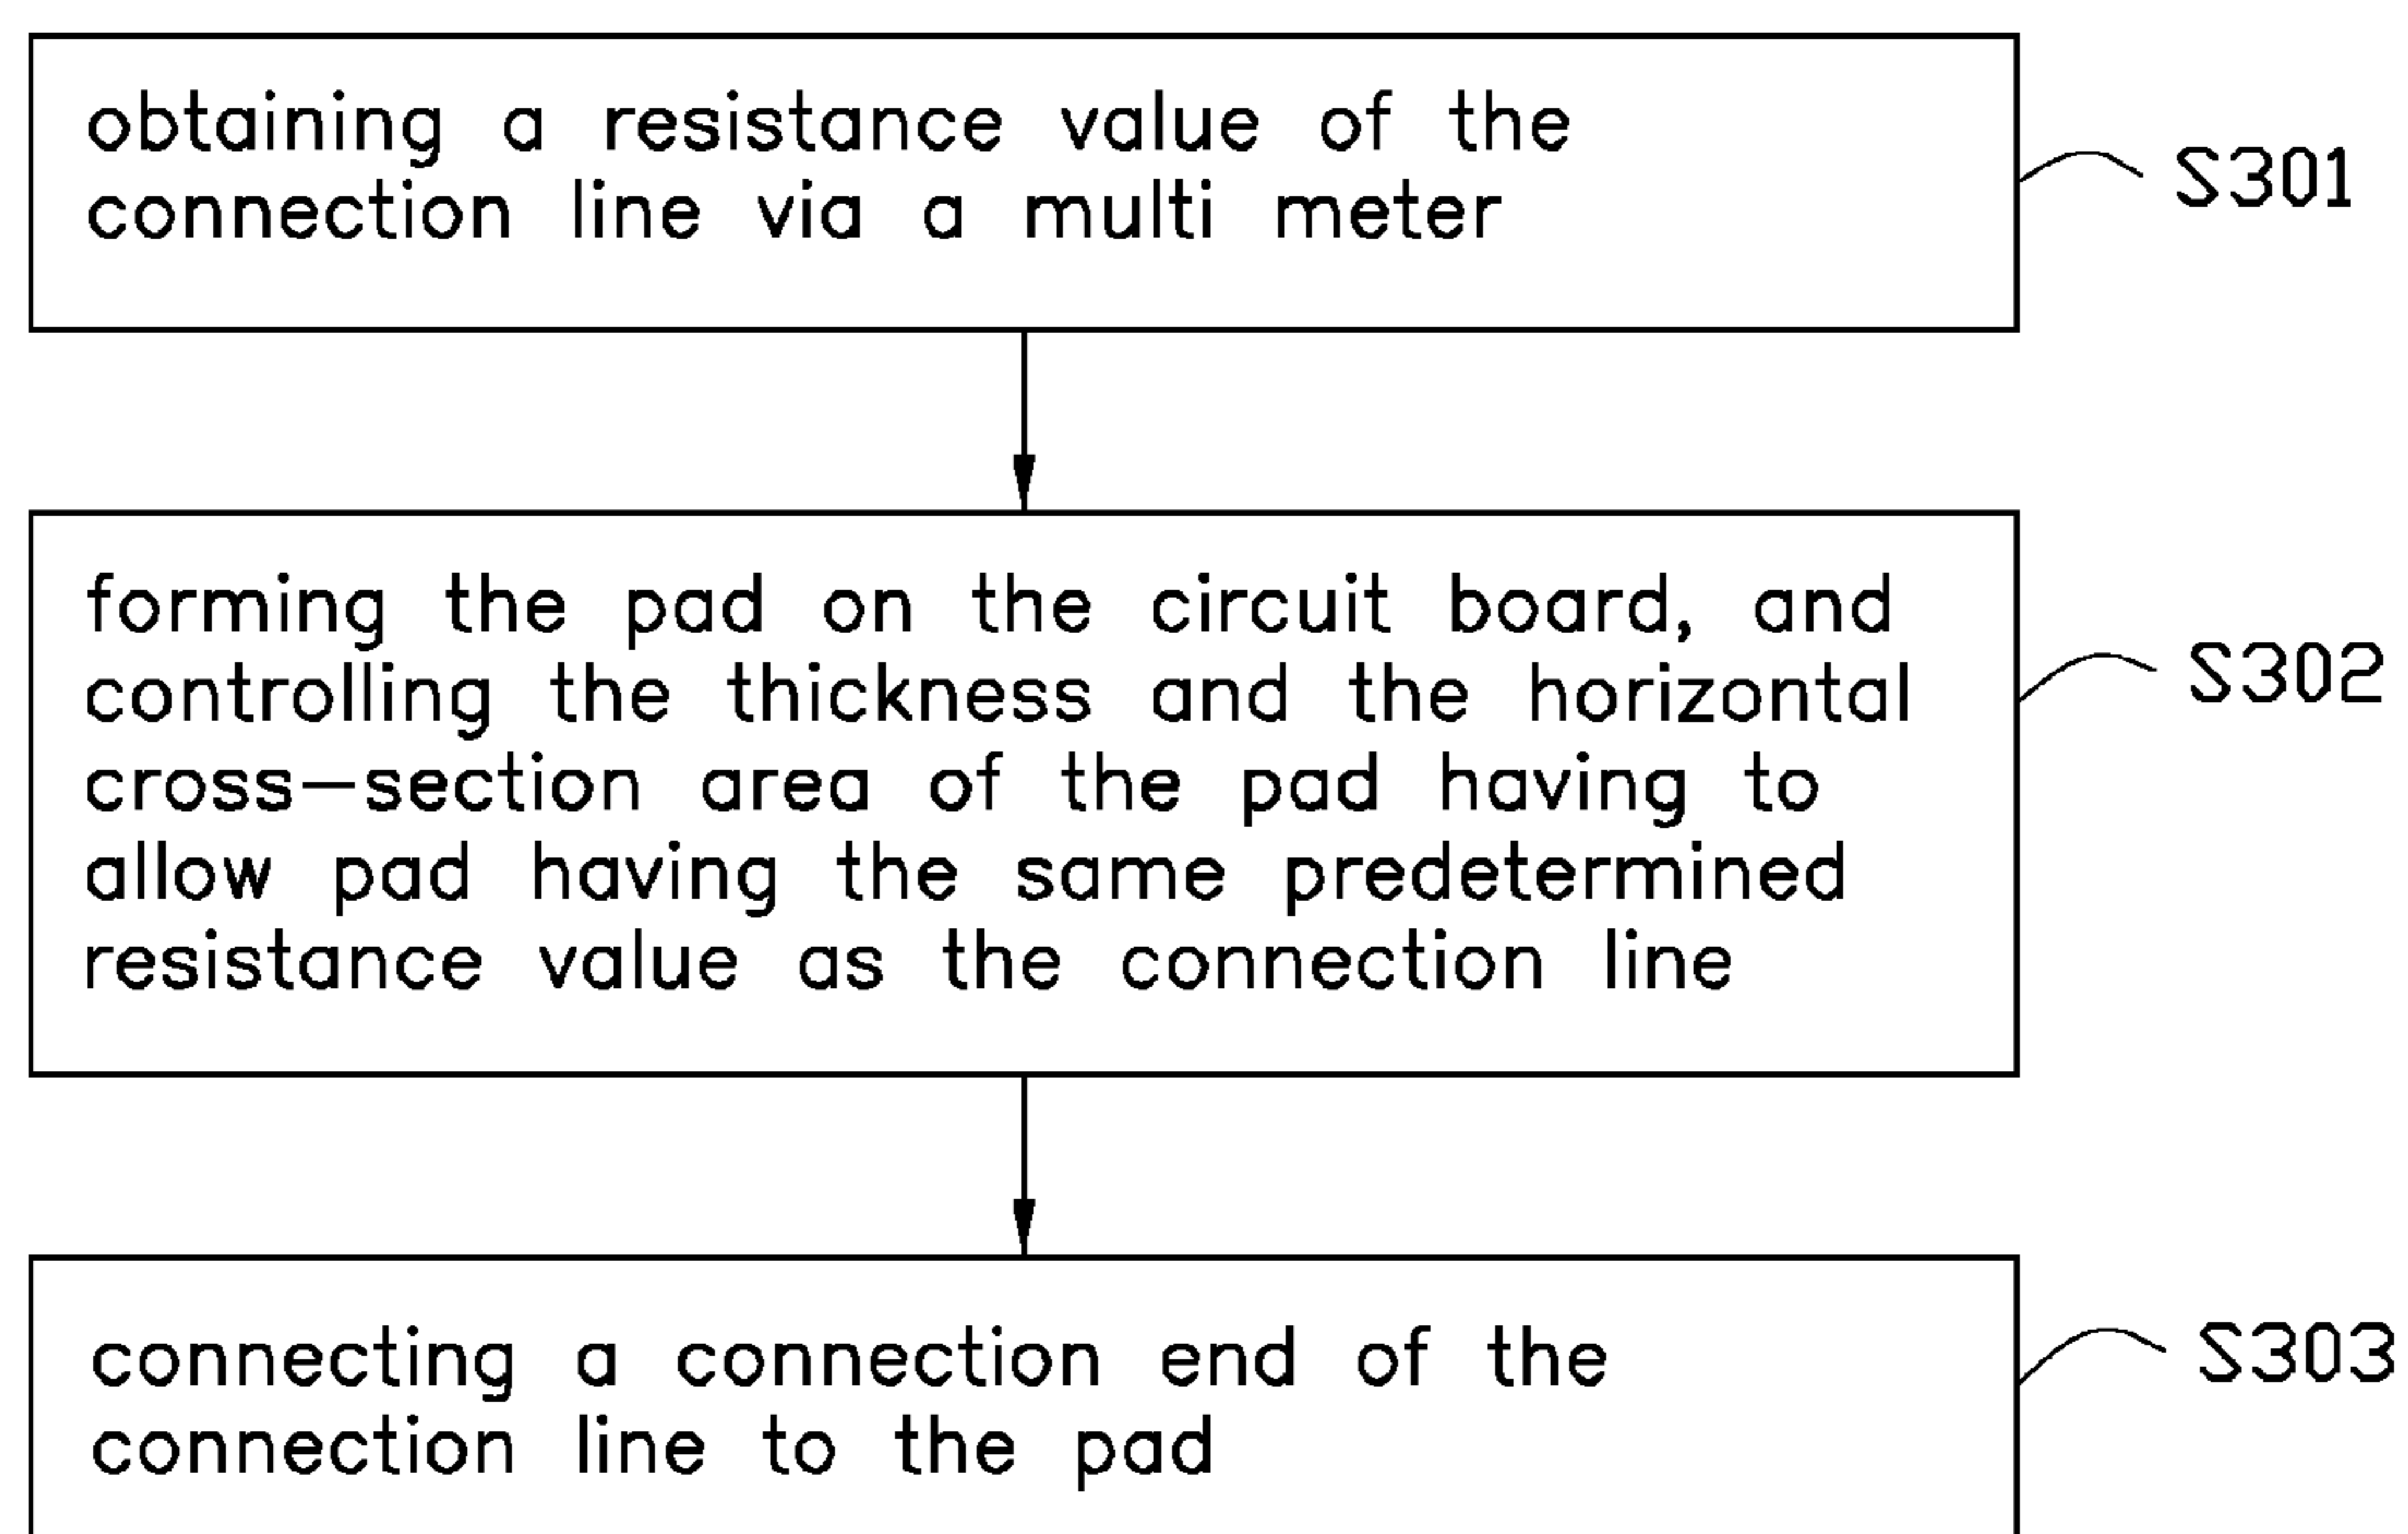 obtaining a resistance value of the
connection line via a multi meter
S301
forming the pad on the circuit board, and
controlling the thickness and the horizontal
cross-section area of the pad having to
allow pad having the same predetermined
resistance value as the connection line
S302
connecting a connection end of the
connection line to the pad
S303